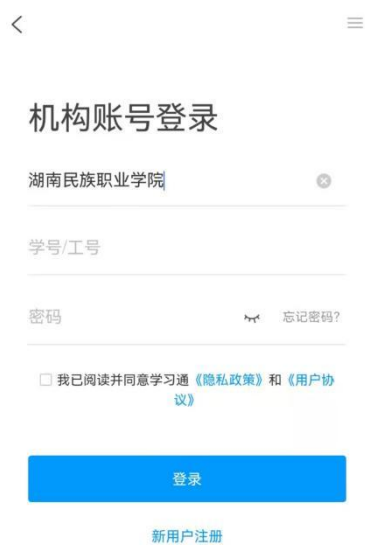 机构账号登录
湖南民族职业学院
学号/工号
密码
忘记密码?
我已阅读并同意学习通《隐私政策》和《用户协
议》
登录
新用户注册